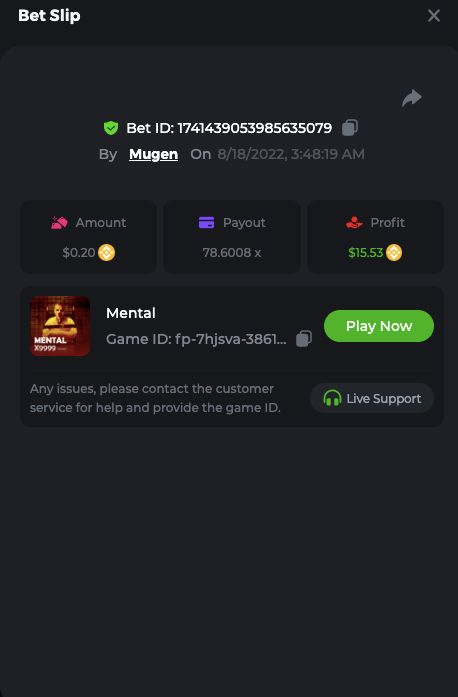 Bet Slip
Bet ID: 1741439053985635079
By Mugen On 8/18/2022, 3:48:19 AM
Amount Payout Profit
$0.20 78.6008 x $15.53
MENTAL
X9999
Mental
Game ID: fp-7hjsva-3861...
Play Now
Any issues, please contact the customer
service for help and provide the game ID.
Live Support